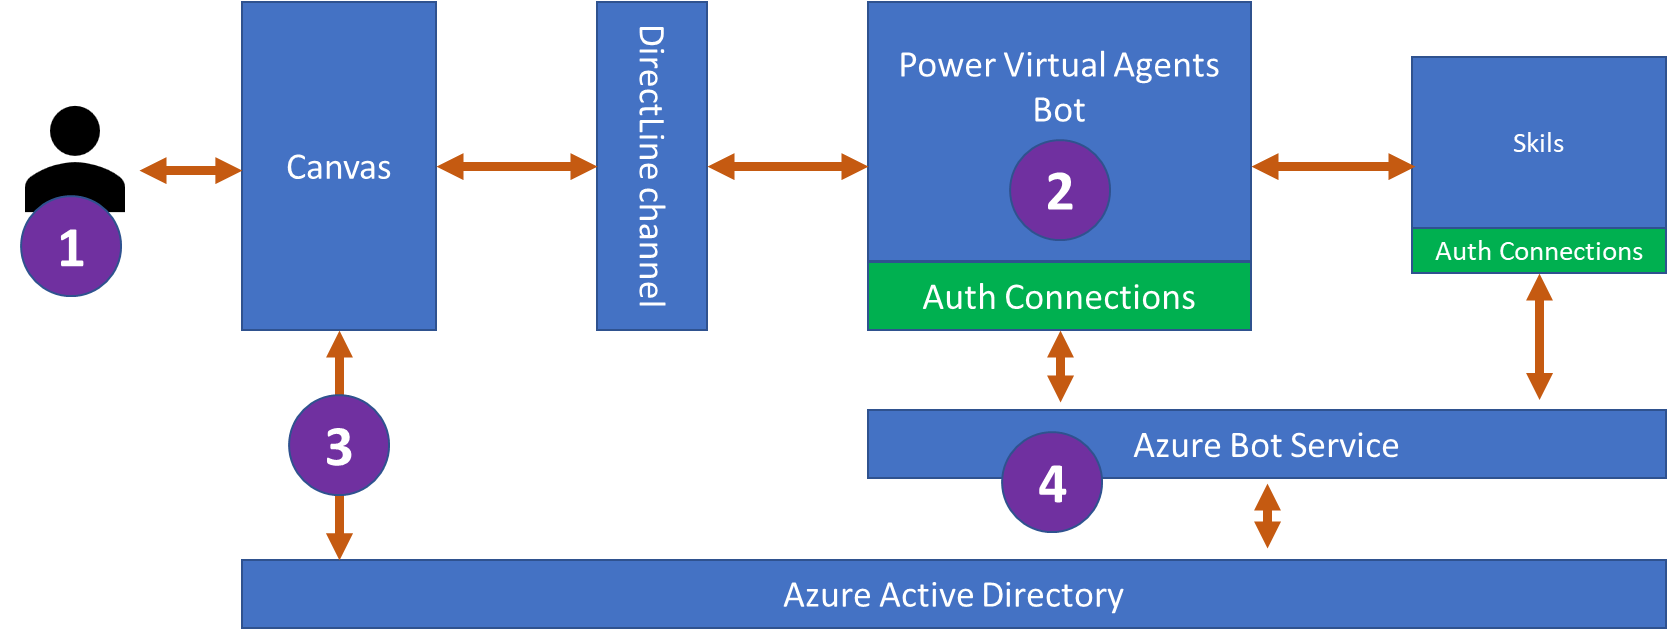 1
Canvas
DirectLine channel
Power Virtual Agents
Bot
2
Auth Connections
Skils
Auth Connections
3
Azure Bot Service
4
Azure Active Directory